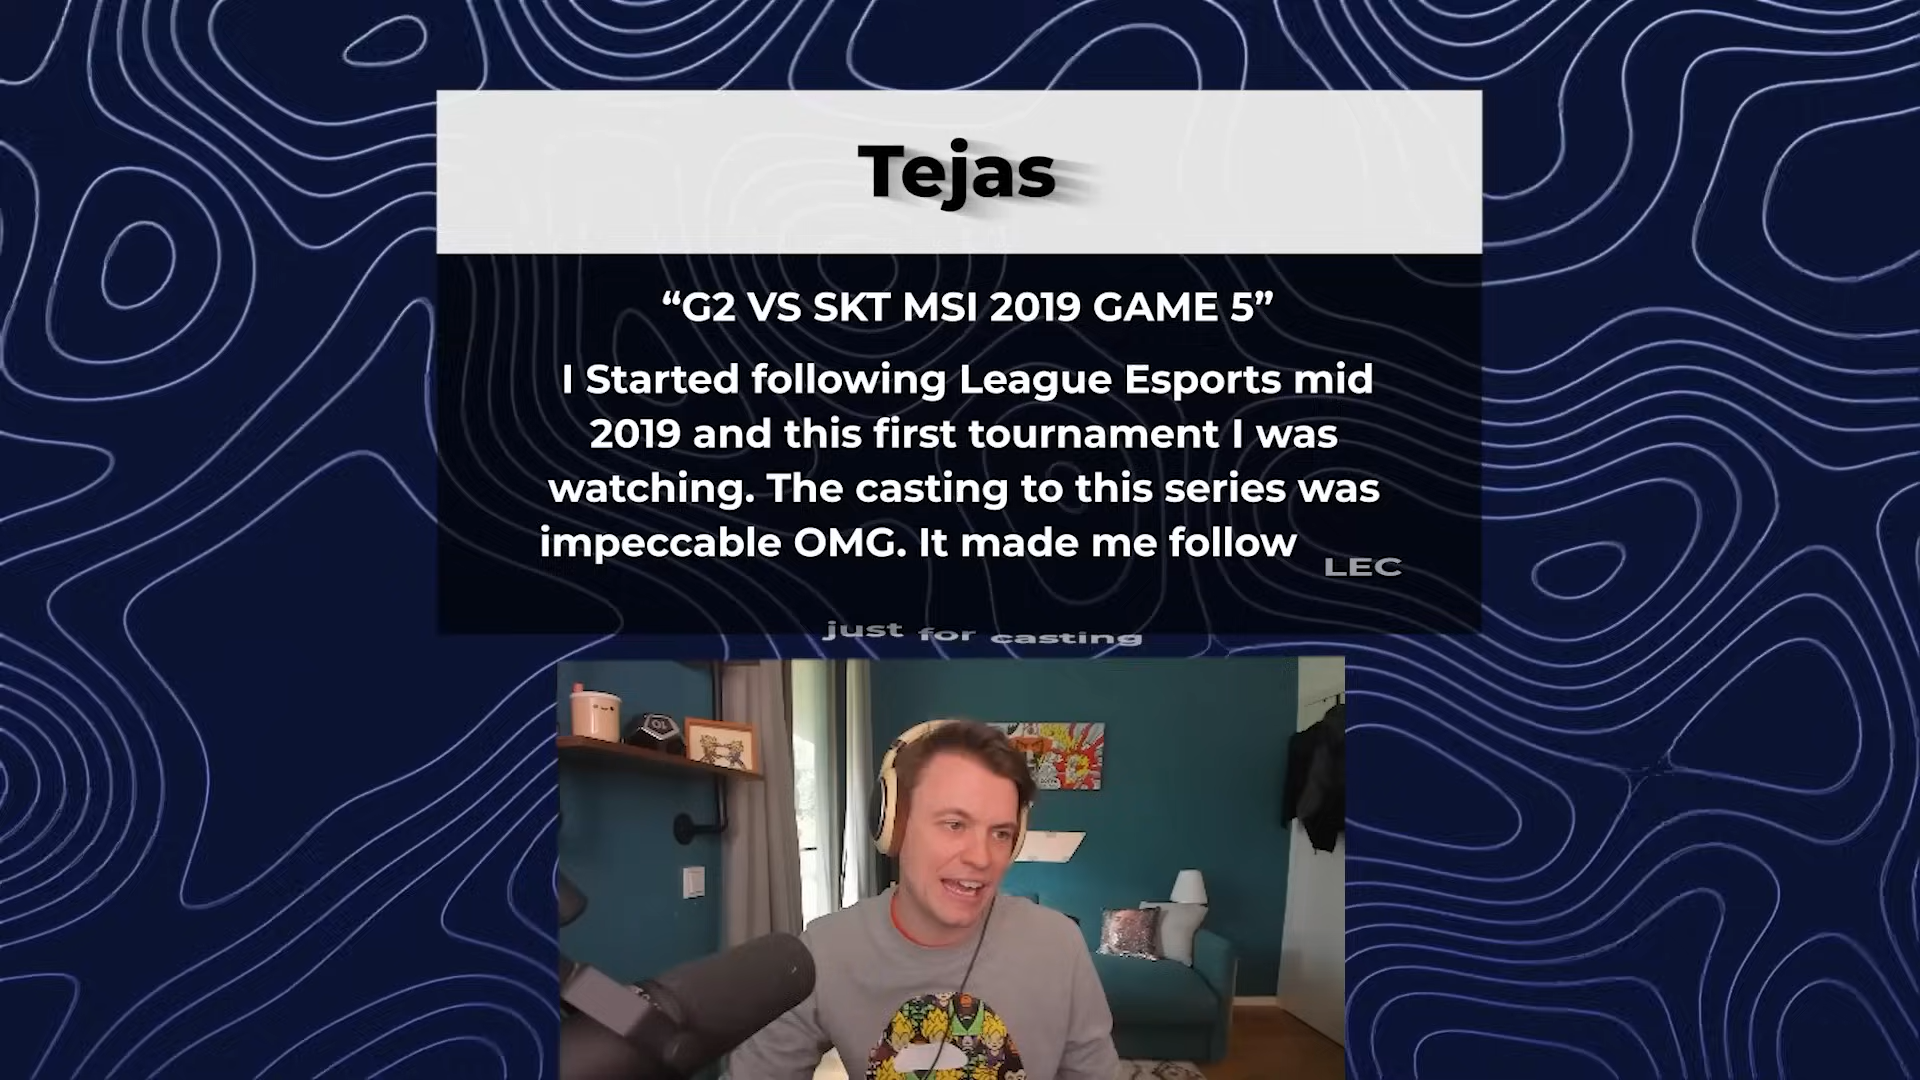 Tejas
“G2 VS SKT MSI 2019 GAME 5”
I Started following League Esports mid
2019 and this first tournament I was
watching. The casting to this series was
impeccable OMG. It made me follow LEC
just for casting
10